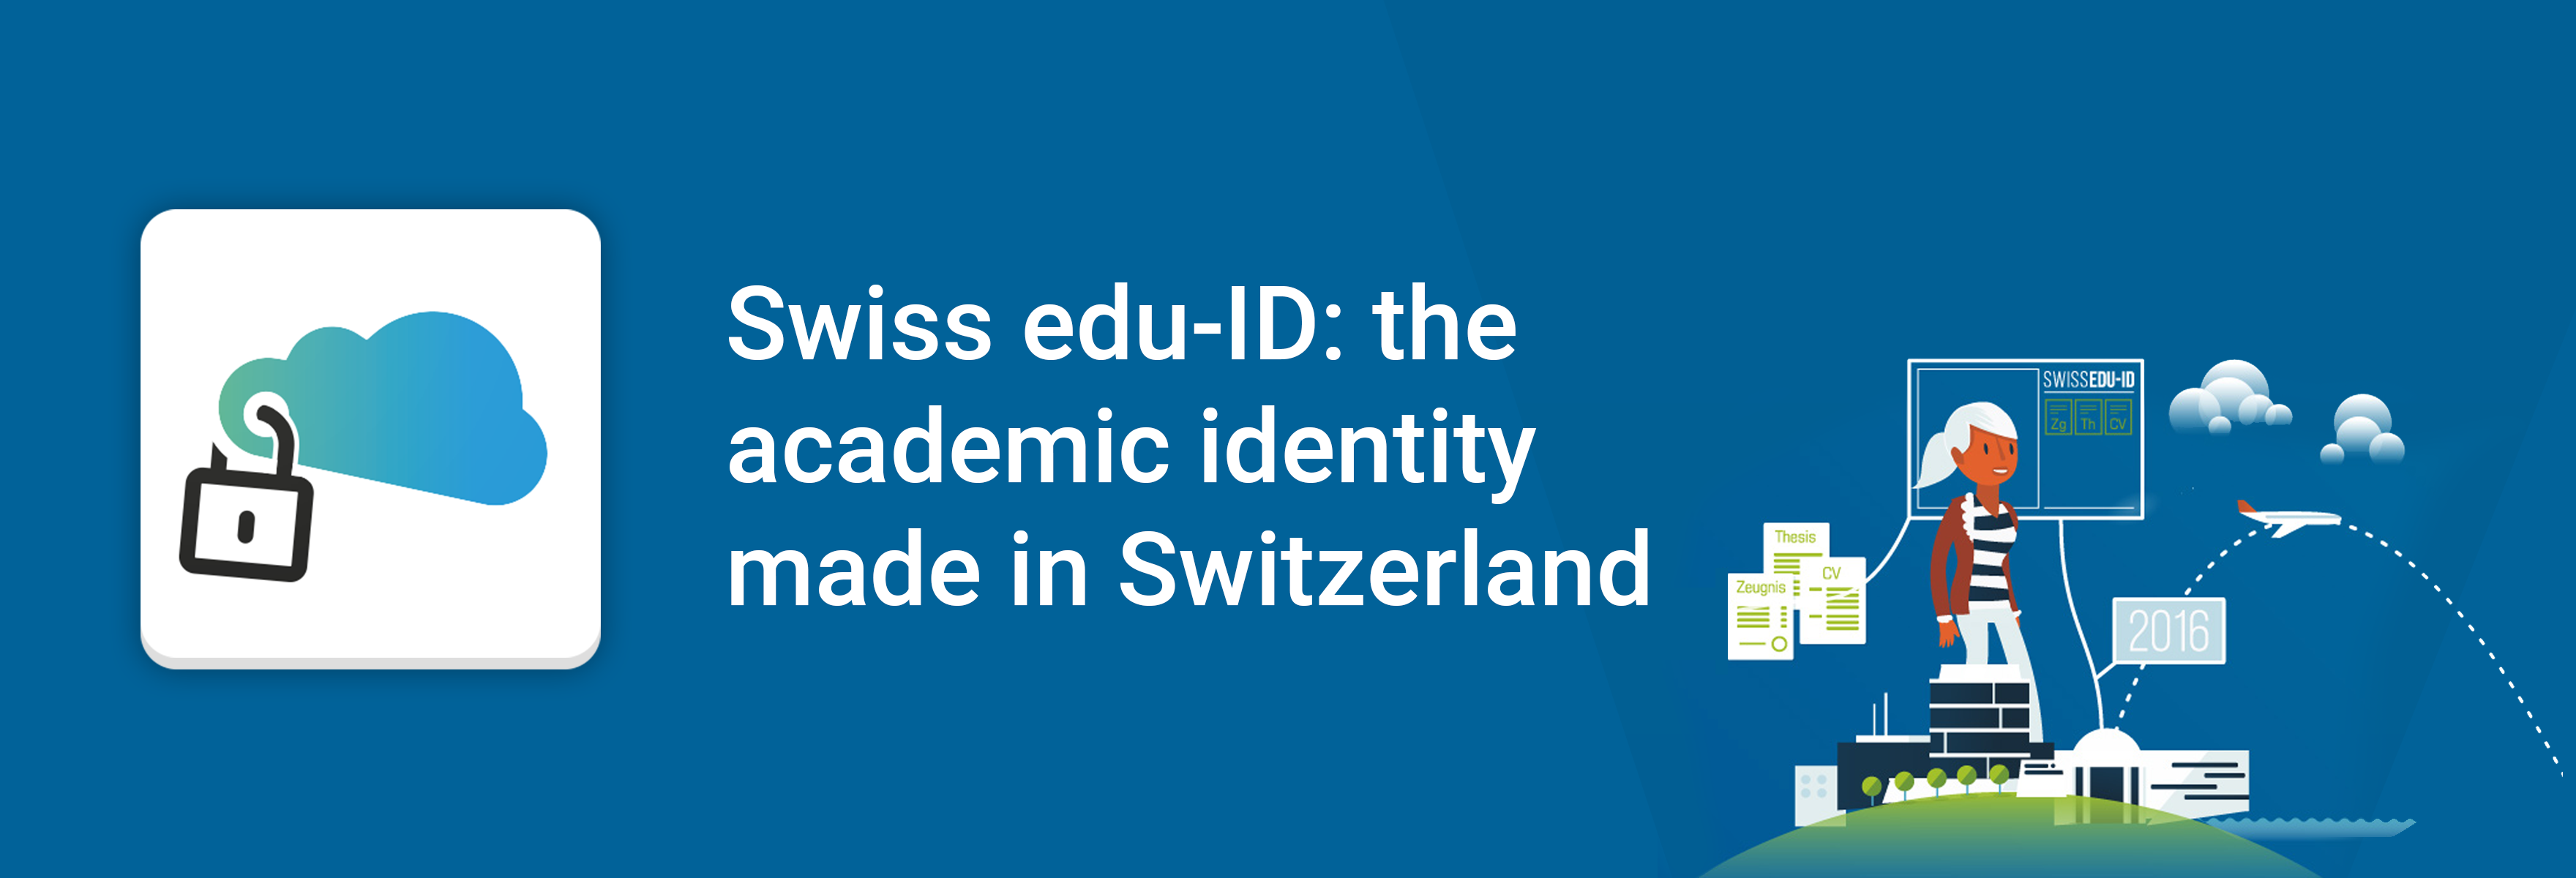 Swiss edu-ID: the
academic identity
made in Switzerland
SWISSEDU-ID
Zg Th CV
Thesis
CV
Zeugnis
2016